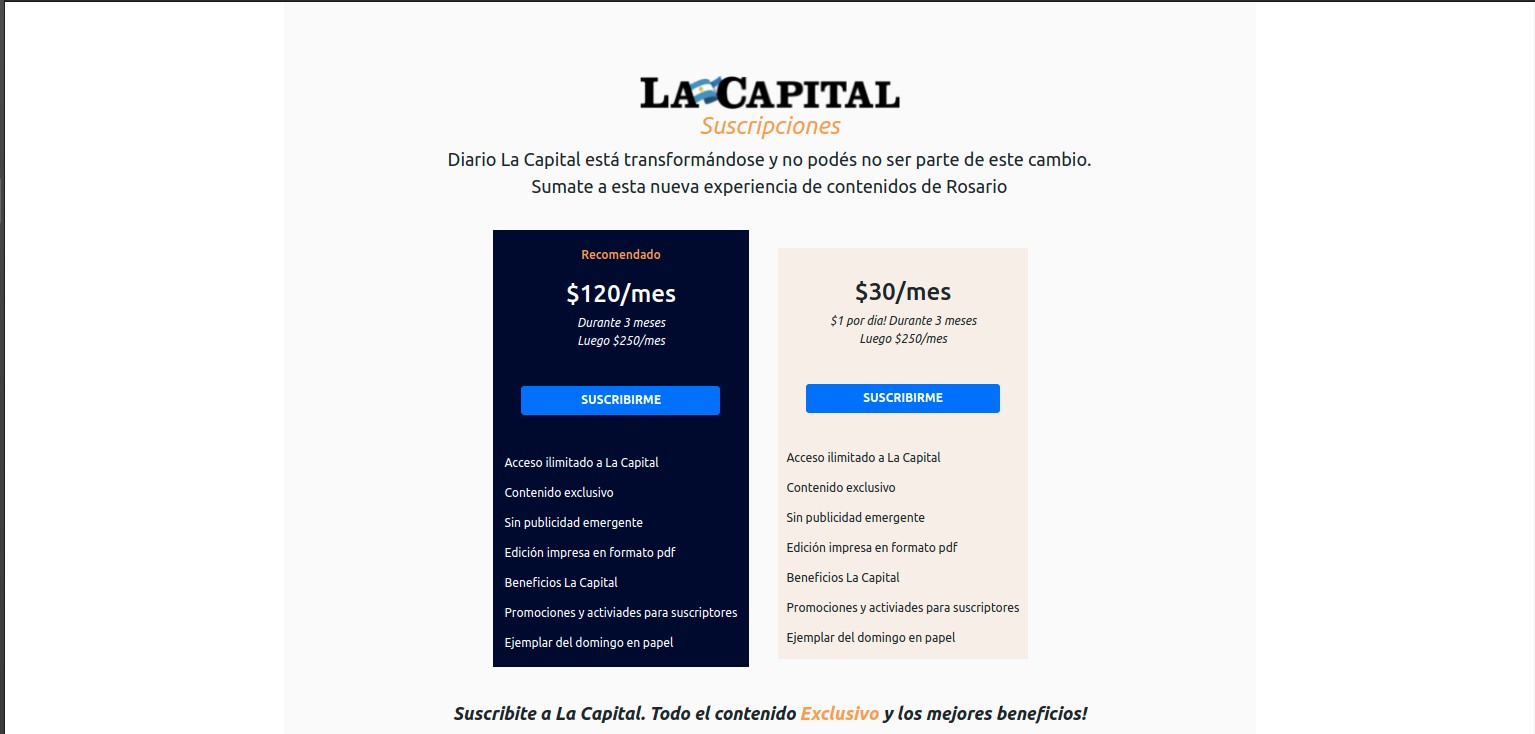 LA CAPITAL
Suscripciones
Diario La Capital está transformándose y no podés no ser parte de este cambio.
Sumate a esta nueva experiencia de contenidos de Rosario
Recomendado
$120/mes
Durante 3 meses
Luego $250/mes
SUSCRIBIRME
Acceso ilimitado a La Capital
Contenido exclusivo
Sin publicidad emergente
Edición impresa en formato pdf
Beneficios La Capital
Promociones y activiades para suscriptores
Ejemplar del domingo en papel
$30/mes
$1 por dia! Durante 3 meses
Luego $250/mes
SUSCRIBIRME
Acceso ilimitado a La Capital
Contenido exclusivo
Sin publicidad emergente
Edición impresa en formato pdf
Beneficios La Capital
Promociones y activiades para suscriptores
Ejemplar del domingo en papel
Suscribite a La Capital. Todo el contenido Exclusivo y los mejores beneficios!